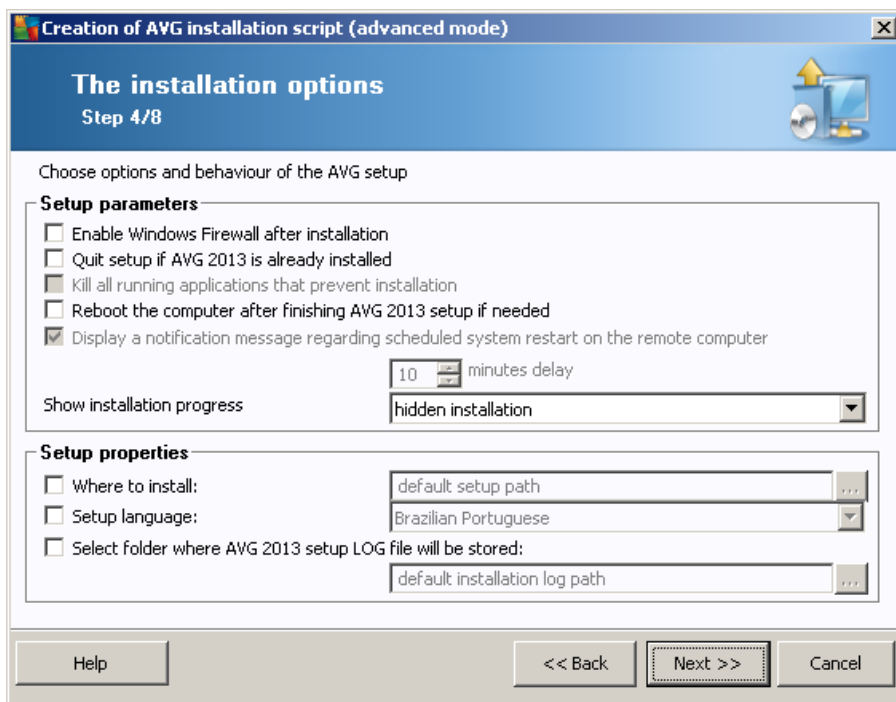 Creation of AVG installation script (advanced mode)
The installation options
Step 4/8
Choose options and behaviour of the AVG setup
Setup parameters
Enable Windows Firewall after installation
Quit setup if AVG 2013 is already installed
Kill all running applications that prevent installation
Reboot the computer after finishing AVG 2013 setup if needed
Display a notification message regarding scheduled system restart on the remote computer
10 minutes delay
Show installation progress hidden installation
Setup properties
Where to install: default setup path ...
Setup language: Brazilian Portuguese
Select folder where AVG 2013 setup LOG file will be stored:
default installation log path ...
Help << Back Next >> Cancel